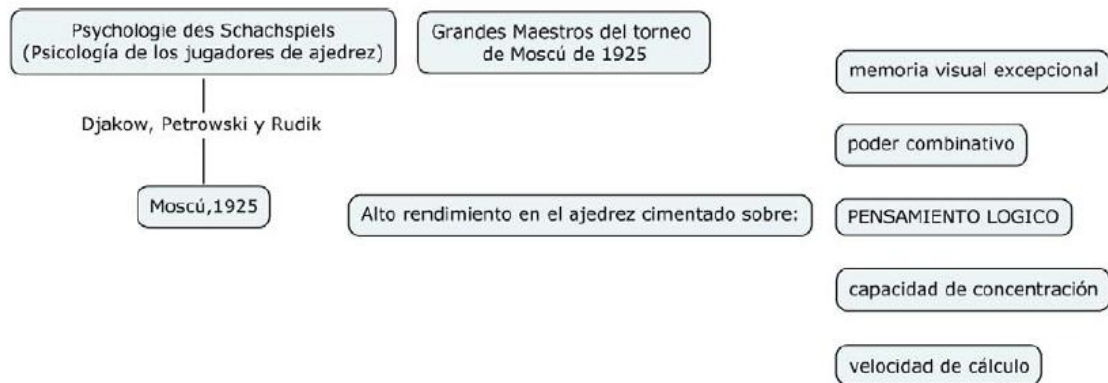 Psychologie des Schachspiels
(Psicología de los jugadores de ajedrez)
Grandes Maestros del torneo
de Moscú de 1925
Djakow, Petrowski y Rudik
Moscú,1925
Alto rendimiento en el ajedrez cimentado sobre:
memoria visual excepcional
poder combinativo
PENSAMIENTO LOGICO
capacidad de concentración
velocidad de cálculo